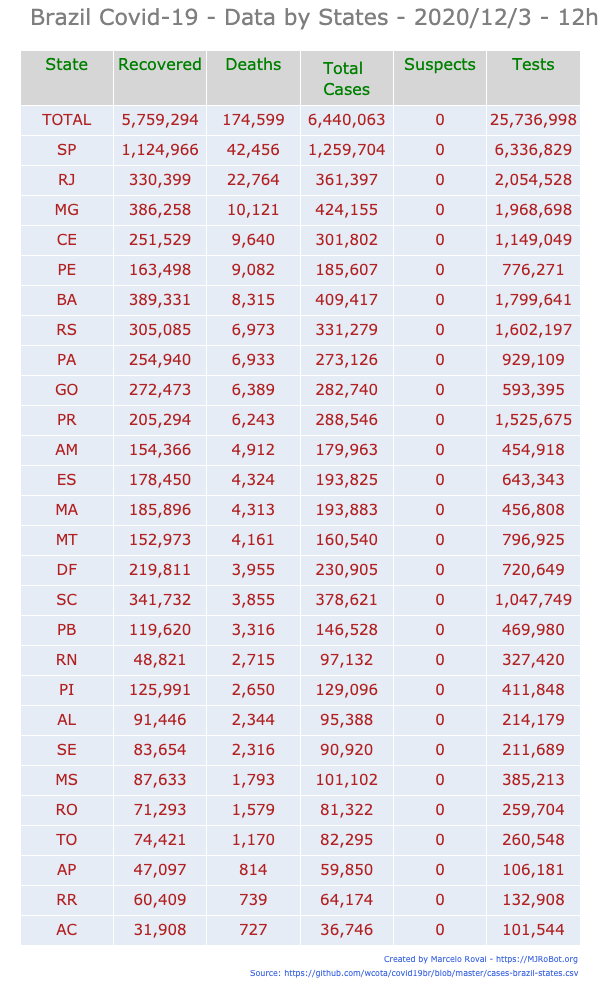 Brazil Covid-19 - Data by States - 2020/12/3 - 12h
State Recovered Deaths Total Cases Suspects Tests
TOTAL 5,759,294 174,599 6,440,063 0 25,736,998
SP 1,124,966 42,456 1,259,704 0 6,336,829
RJ 330,399 22,764 361,397 0 2,054,528
MG 386,258 10,121 424,155 0 1,968,698
CE 251,529 9,640 301,802 0 1,149,049
PE 163,498 9,082 185,607 0 776,271
BA 389,331 8,315 409,417 0 1,799,641
RS 305,085 6,973 331,279 0 1,602,197
PA 254,940 6,933 273,126 0 929,109
GO 272,473 6,389 282,740 0 593,395
PR 205,294 6,243 288,546 0 1,525,675
AM 154,366 4,912 179,963 0 454,918
ES 178,450 4,324 193,825 0 643,343
MA 185,896 4,313 193,883 0 456,808
MT 152,973 4,161 160,540 0 796,925
DF 219,811 3,955 230,905 0 720,649
SC 341,732 3,855 378,621 0 1,047,749
PB 119,620 3,316 146,528 0 469,980
RN 48,821 2,715 97,132 0 327,420
PI 125,991 2,650 129,096 0 411,848
AL 91,446 2,344 95,388 0 214,179
SE 83,654 2,316 90,920 0 211,689
MS 87,633 1,793 101,102 0 385,213
RO 71,293 1,579 81,322 0 259,704
TO 74,421 1,170 82,295 0 260,548
AP 47,097 814 59,850 0 106,181
RR 60,409 739 64,174 0 132,908
AC 31,908 727 36,746 0 101,544
Created by Marcelo Rovai - https://MJRoBot.org
Source: https://github.com/wcota/covid19br/blob/master/cases-brazil-states.csv